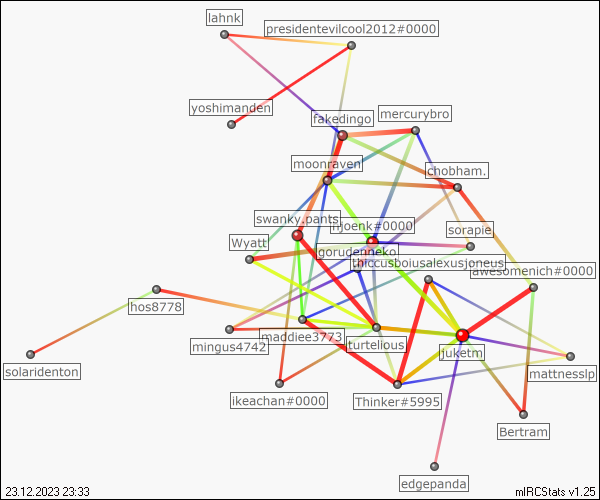 lahnk
presidentevilcool2012#0000
yoshimanden
fakedingo
mercurybro
moonraven
chobham.
swanky.pants
njoenk#0000
sorapie
Wyatt
gorudenneko
thiccusboiusalexusjoneus
awesomenich#0000
hos8778
maddiee3773
mingus4742
turtelious
juketm
solaridenton
mattnesslp
ikeachan#0000
Thinker#5995
Bertram
edgepanda
23.12.2023 23:33
mIRCStats v1.25